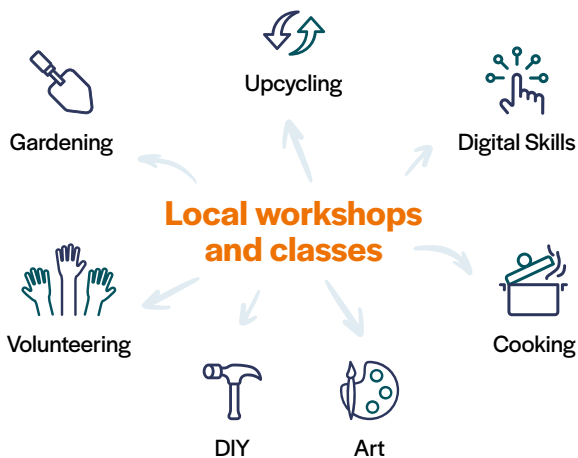 Upcycling
Gardening
Digital Skills
Local workshops
and classes
Volunteering
Cooking
DIY
Art